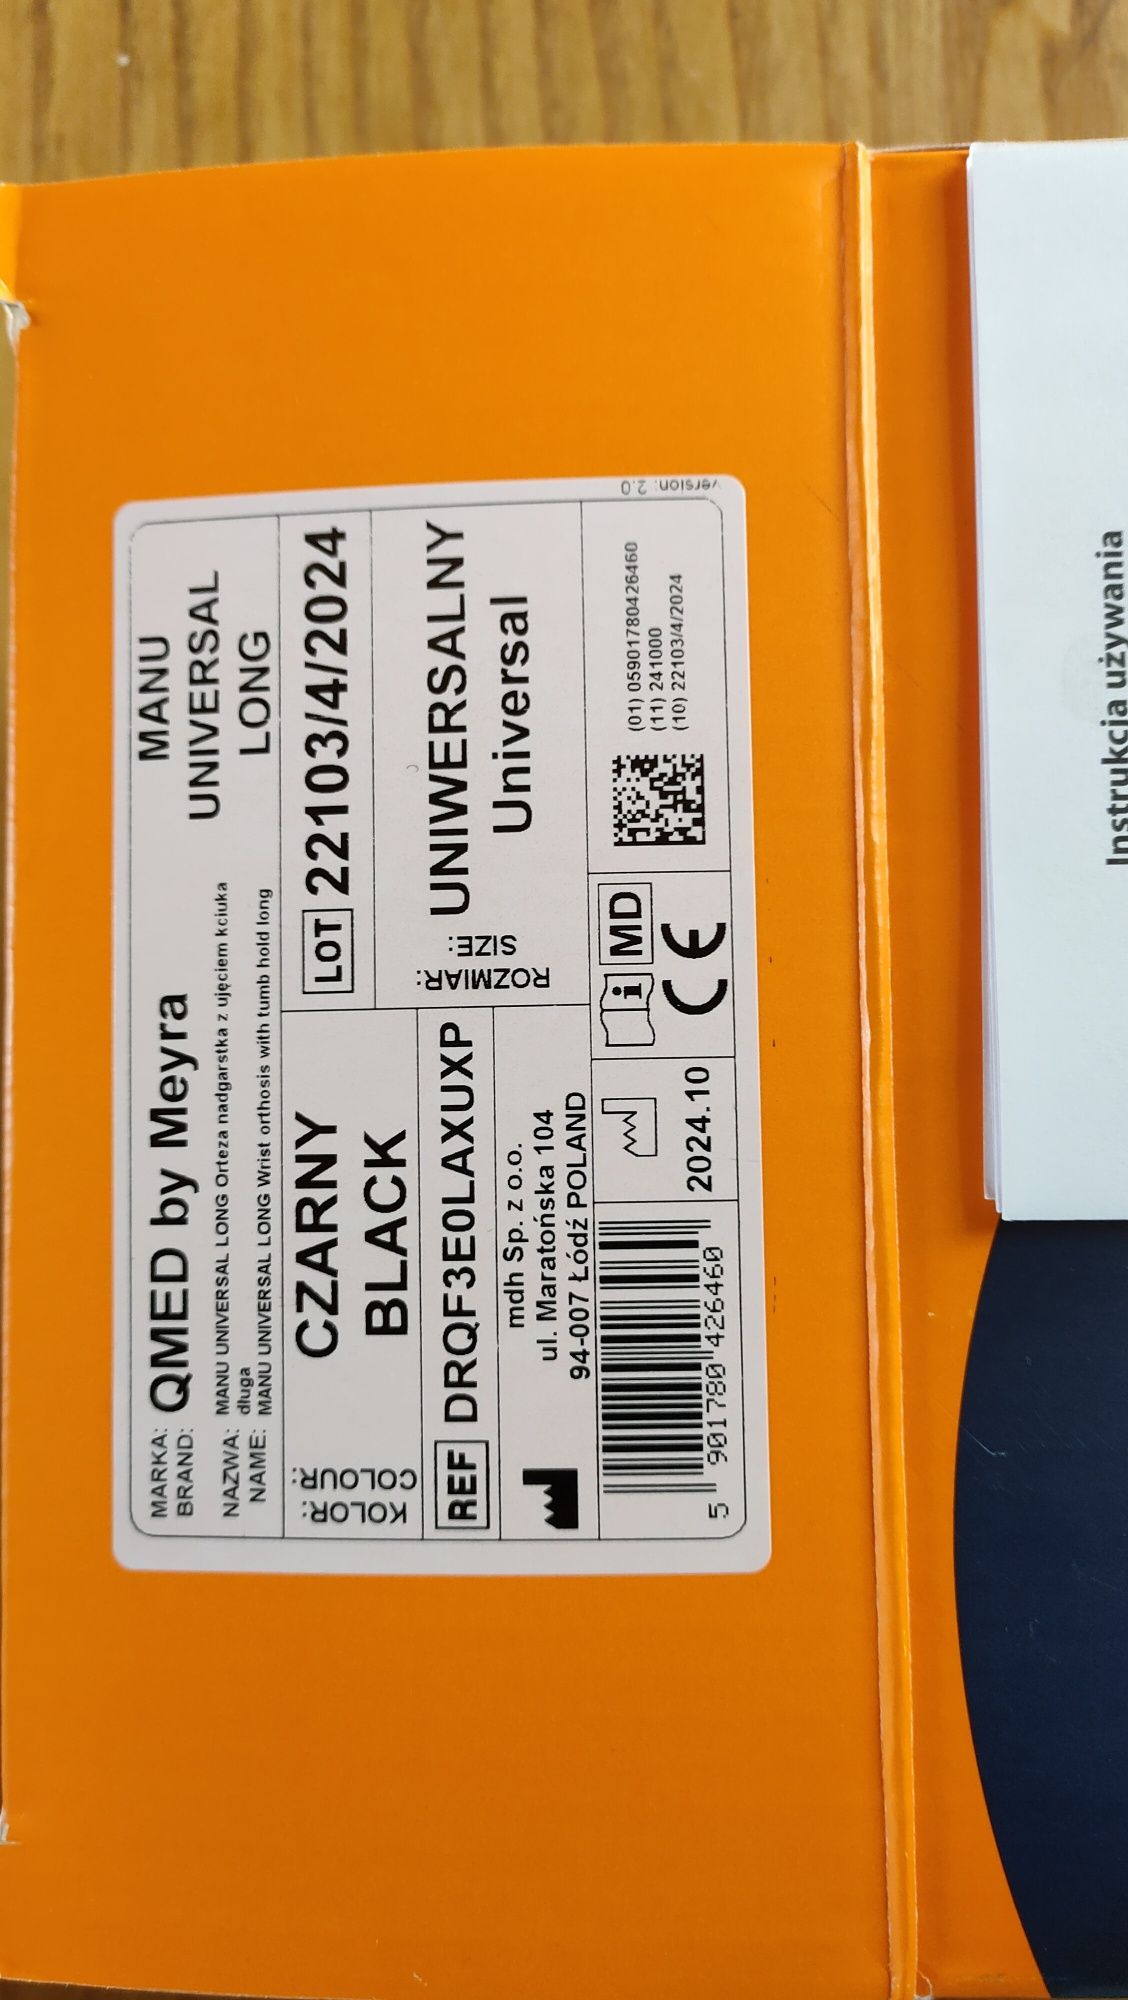 MARKA:
BRAND:
QMED by Meyra
MANU
UNIVERSAL
LONG
NAZWA: MANU UNIVERSAL LONG Orteza nadgarstka z ujęciem kciuka
długa
NAME: MANU UNIVERSAL LONG Wrist orthosis with tumb hold long
KOLOR:
COLOUR:
CZARNY
BLACK
LOT 22103/4/2024
REF DRQF3E0LAXUXP
ROZMIAR:
SIZE:
UNIWERSALNY
Universal
mdh Sp. z o.o.
ul. Maratońska 104
94-007 Łódź POLAND
5 901780 426460
2024.10
i MD
CE
(01) 05901780426460
(11) 241000
(10) 22103/4/2024
version: 2.0
Instrukcja używania